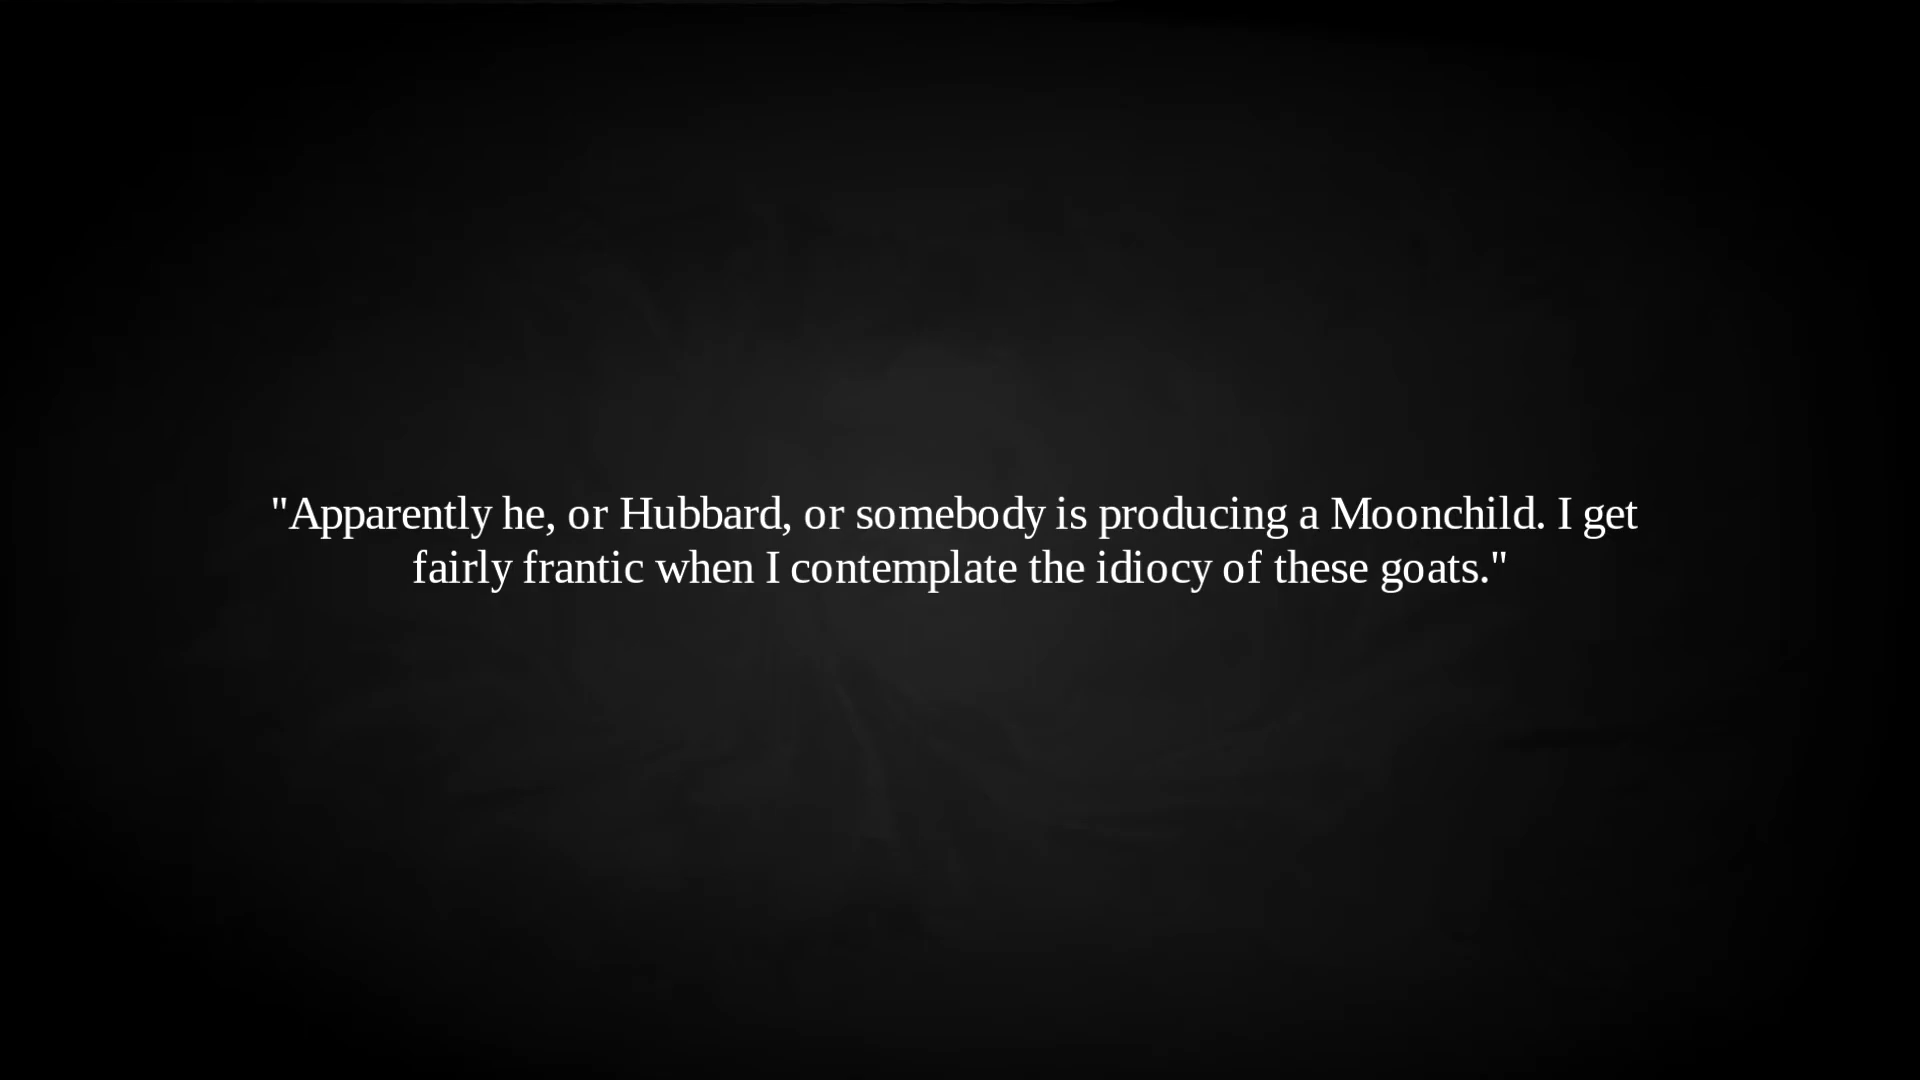 "Apparently he, or Hubbard, or somebody is producing a Moonchild. I get
fairly frantic when I contemplate the idiocy of these goats."